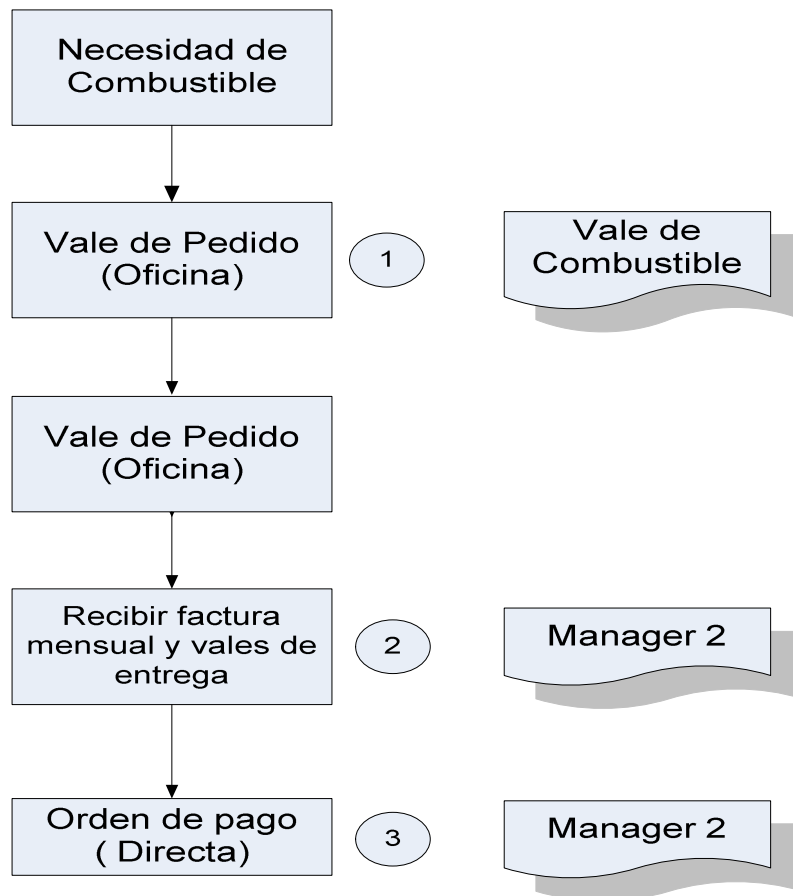 Necesidad de
Combustible
Vale de Pedido
(Oficina)
1
Vale de
Combustible
Vale de Pedido
(Oficina)
Recibir factura
mensual y vales de
entrega
2
Manager 2
Orden de pago
( Directa)
3
Manager 2